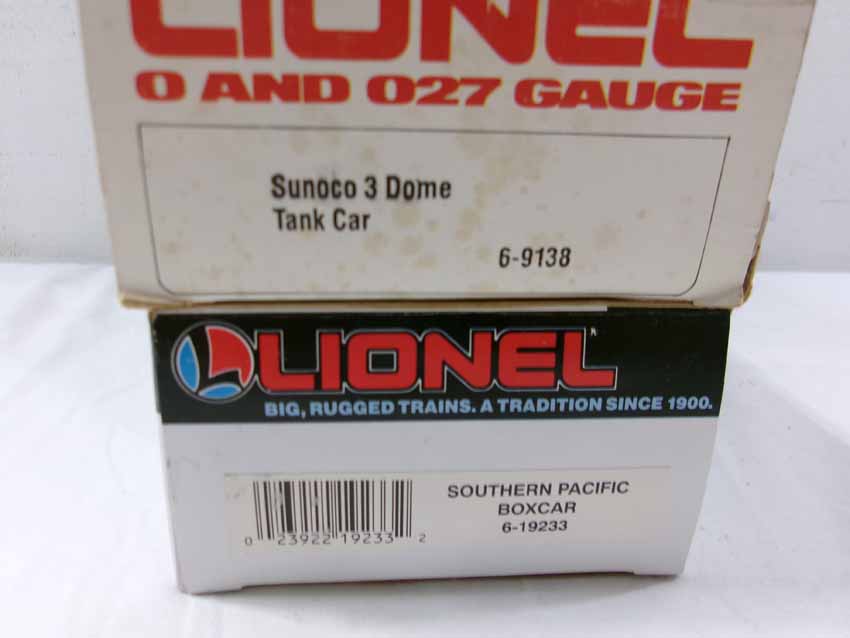 LIONEL
O AND O27 GAUGE
Sunoco 3 Dome
Tank Car
6-9138
LIONEL
BIG, RUGGED TRAINS. A TRADITION SINCE 1900.
SOUTHERN PACIFIC
BOXCAR
6-19233
0 23922 19233 2